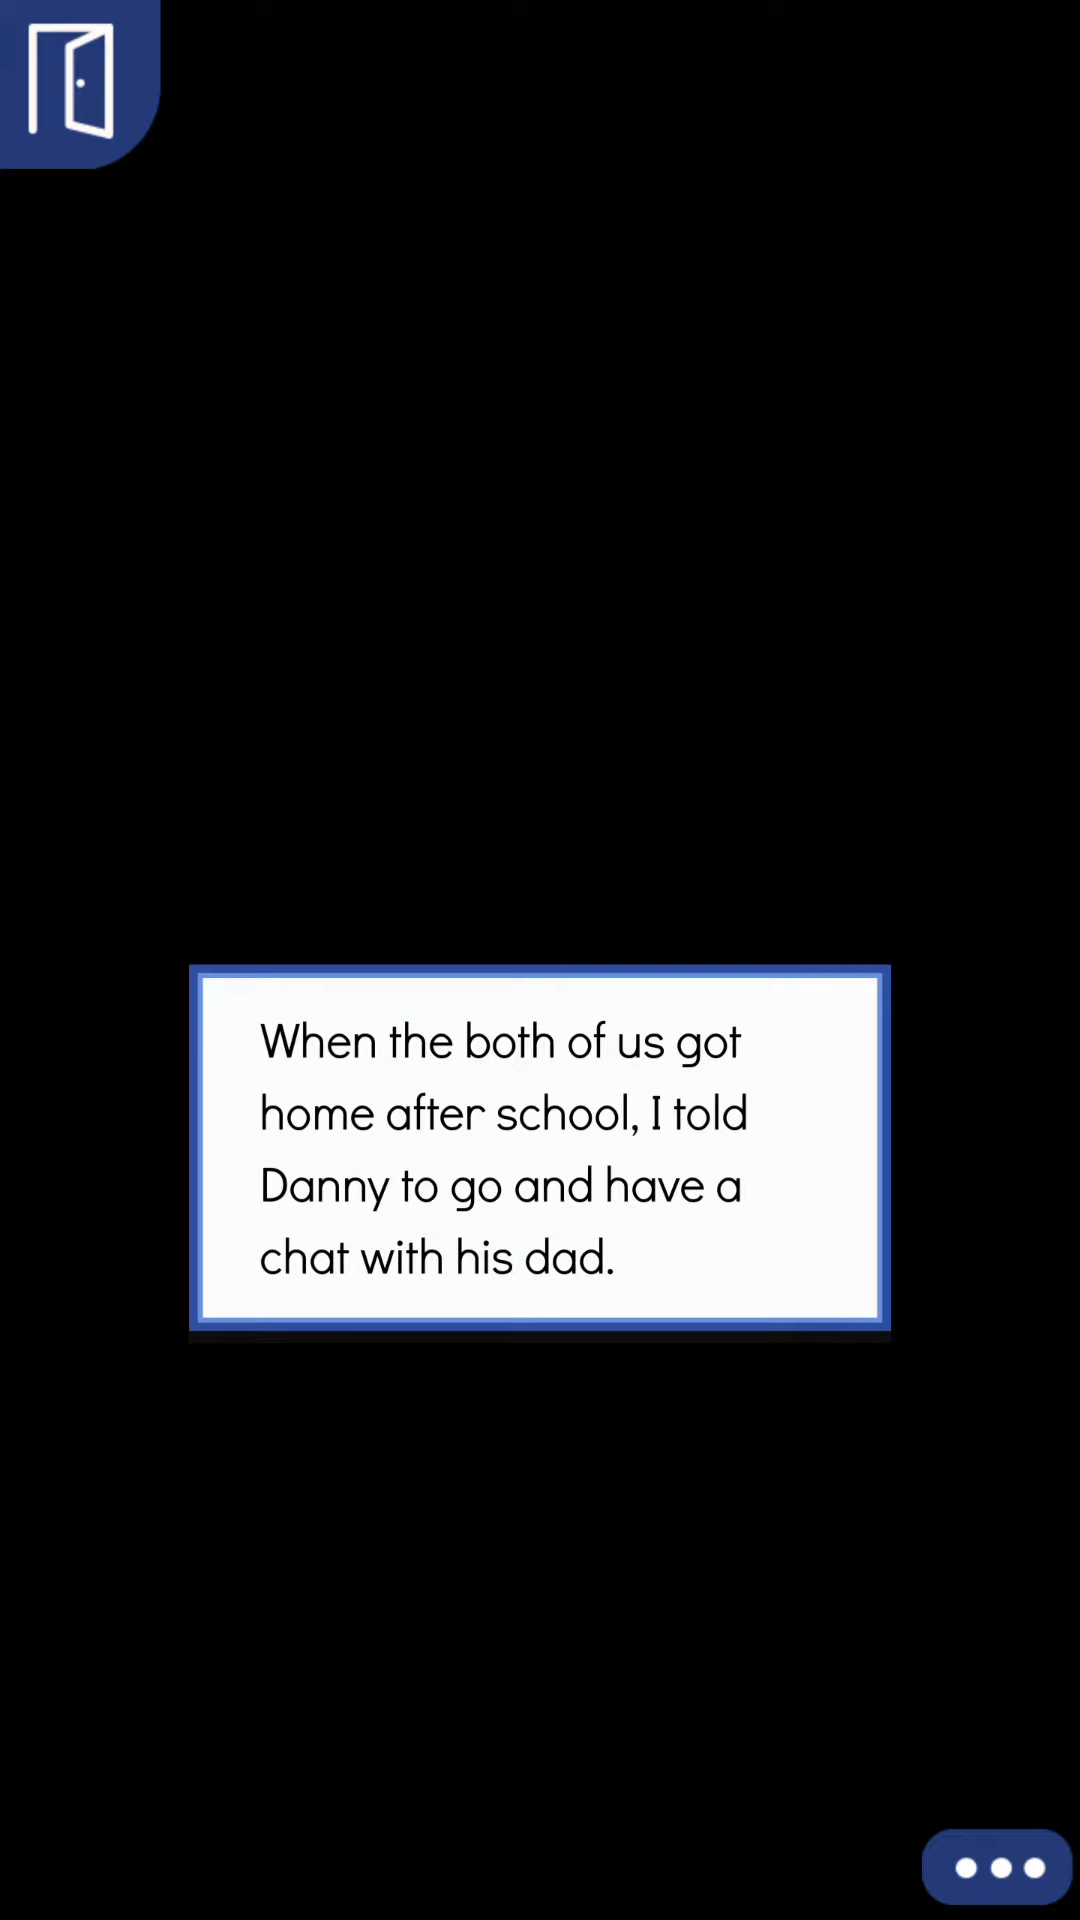 When the both of us got
home after school, I told
Danny to go and have a
chat with his dad.